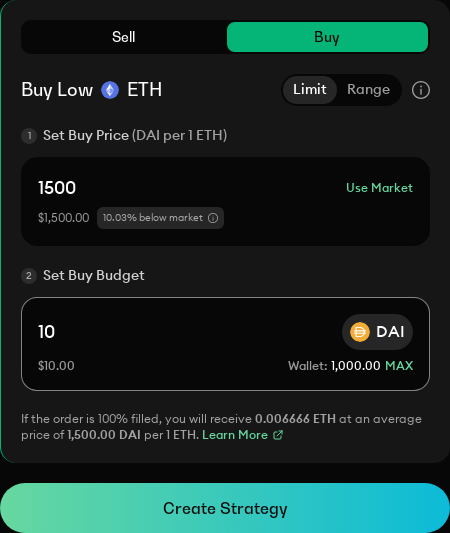 Sell Buy
Buy Low ETH Limit Range
1 Set Buy Price (DAI per 1 ETH)
1500 Use Market
$1,500.00 10.03% below market
2 Set Buy Budget
10 DAI
$10.00 Wallet: 1,000.00 MAX
If the order is 100% filled, you will receive 0.006666 ETH at an average
price of 1,500.00 DAI per 1 ETH. Learn More
Create Strategy